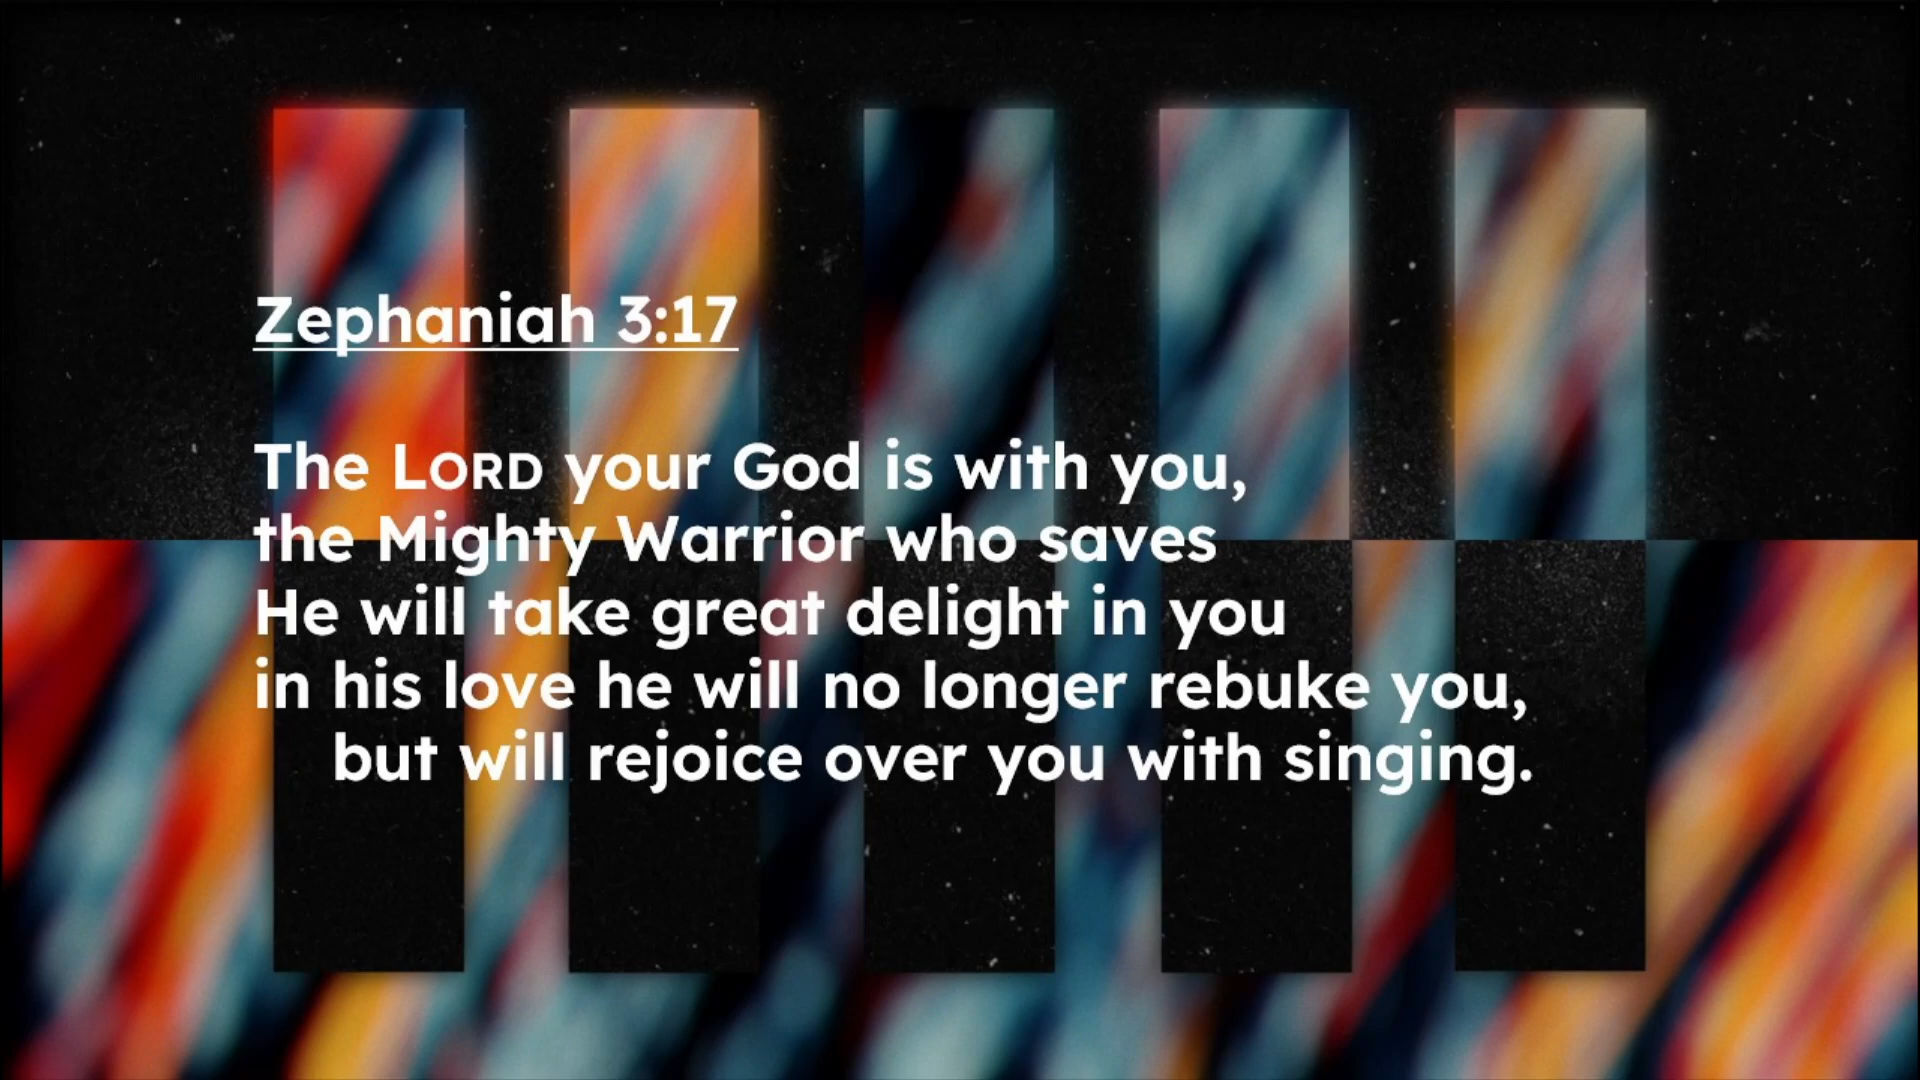 Zephaniah 3:17
The LORD your God is with you,
the Mighty Warrior who saves
He will take great delight in you
in his love he will no longer rebuke you,
but will rejoice over you with singing.